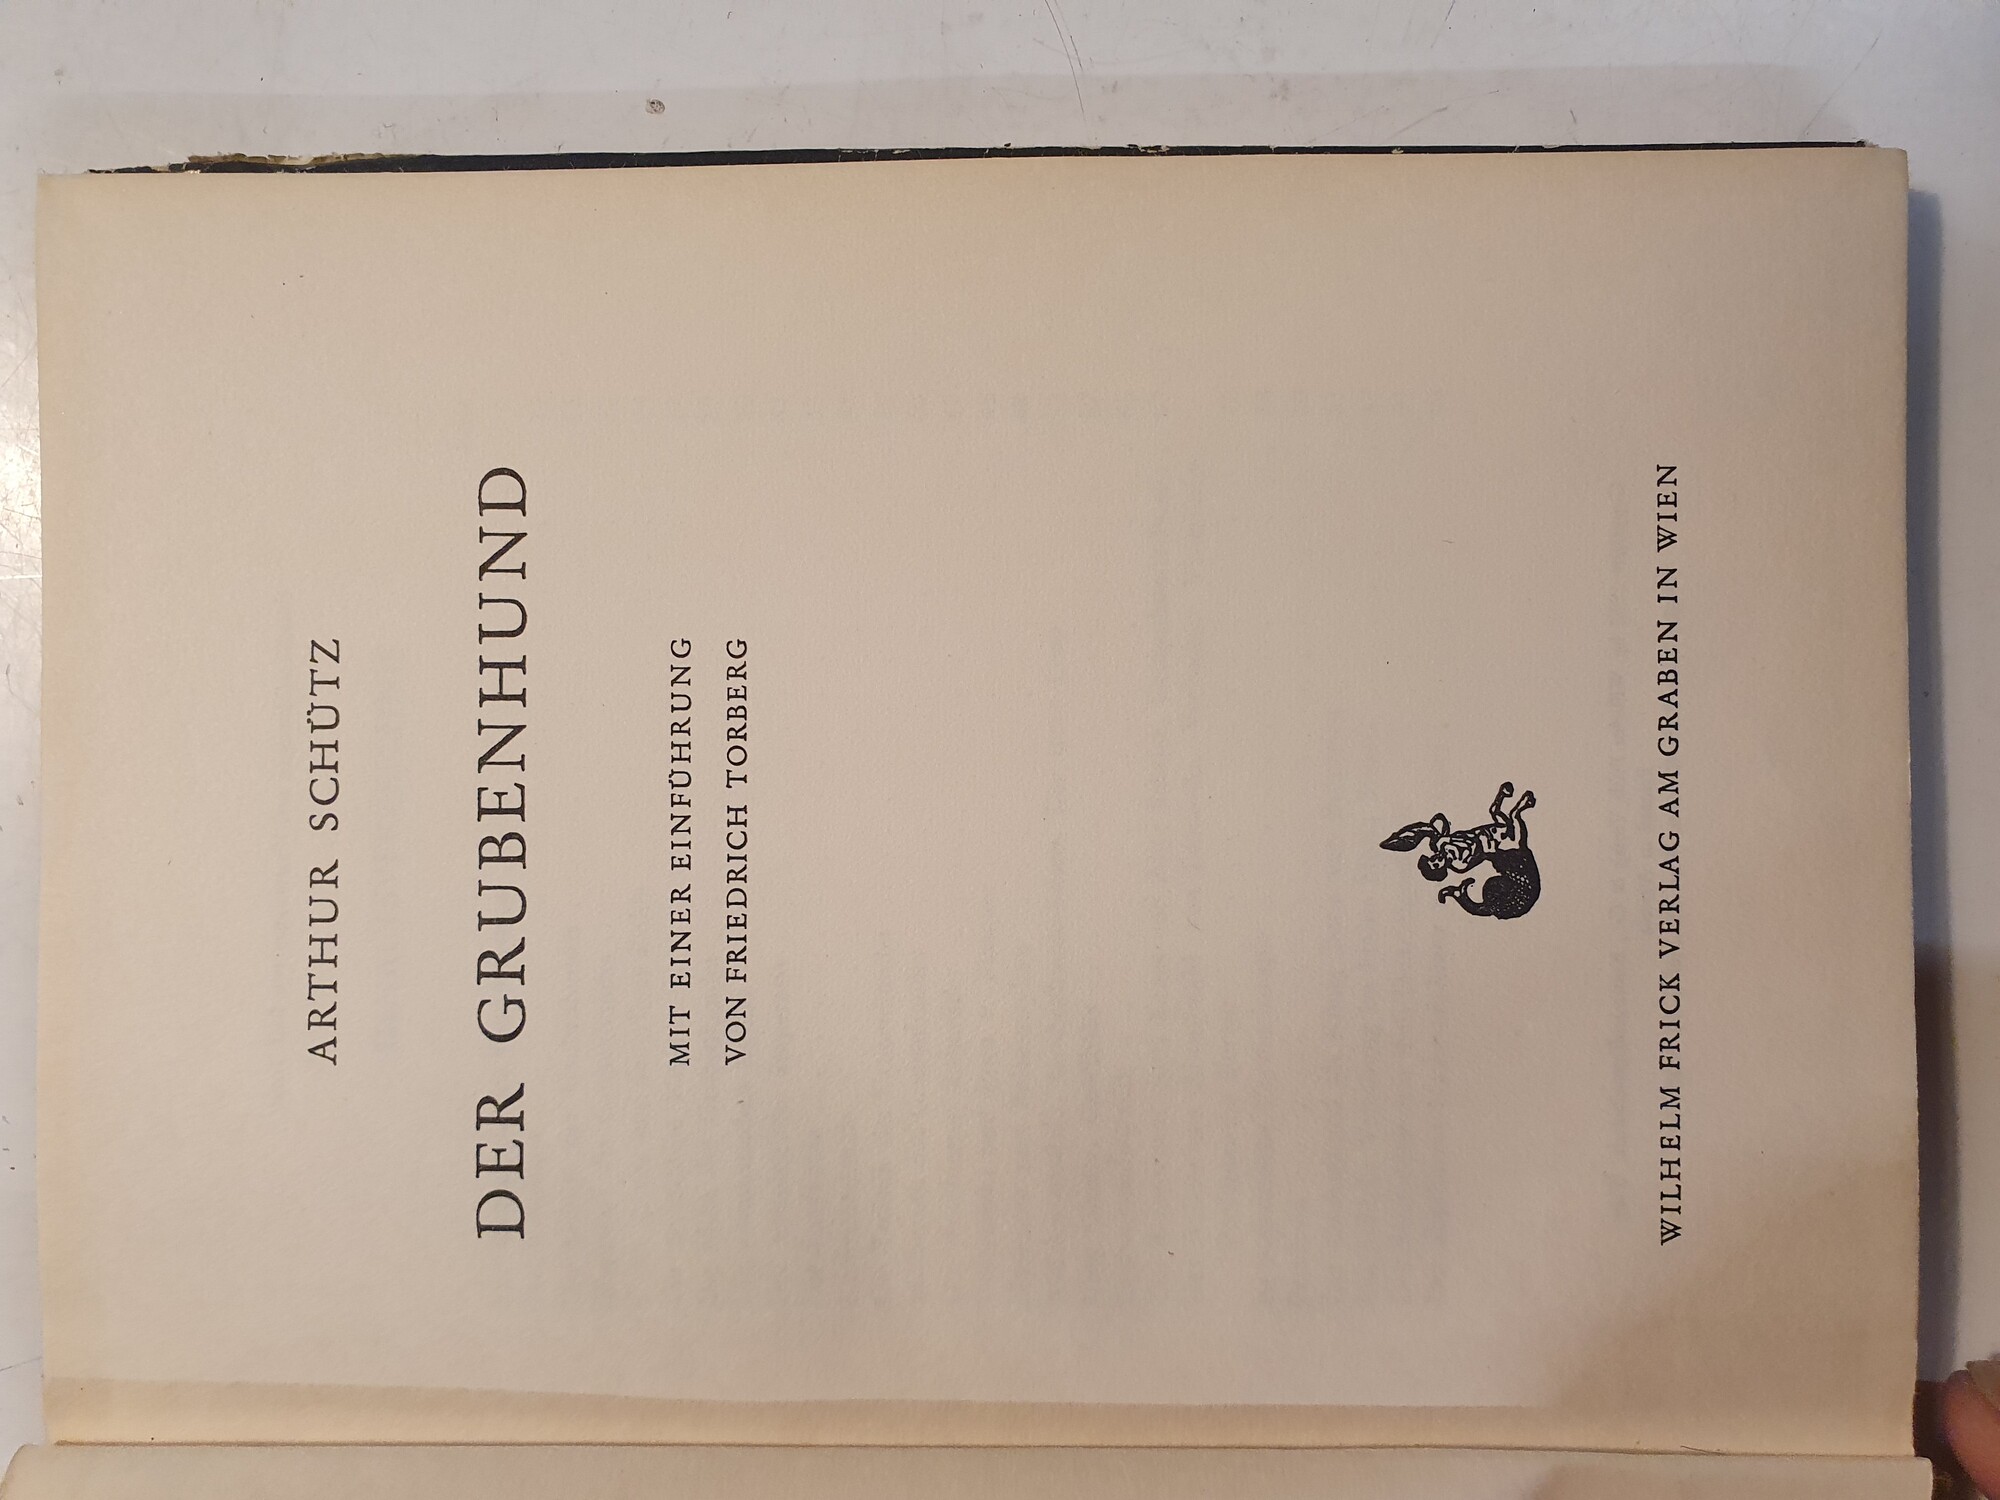 ARTHUR SCHÜTZ
DER GRUBENHUND
MIT EINER EINFÜHRUNG
VON FRIEDRICH TORBERG
WILHELM FRICK VERLAG AM GRABEN IN WIEN